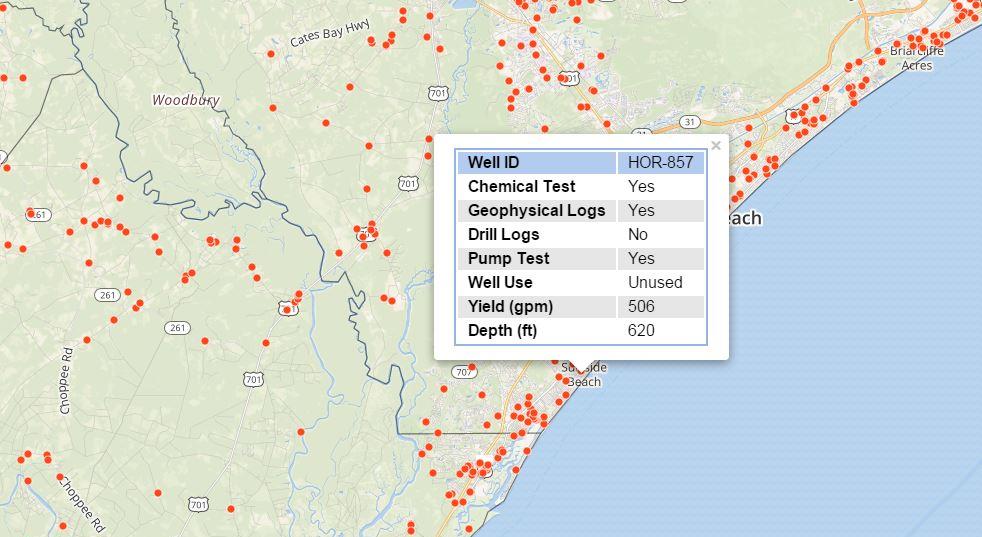 Cates Bay Hwy
Briarcliffe
Acres
701
701
Woodbury
31
31
×
Well ID HOR-857
Chemical Test Yes
Geophysical Logs Yes
Drill Logs No
Pump Test Yes
Well Use Unused
Yield (gpm) 506
Depth (ft) 620
701
261
each
261
261
701
707
Beach
Choppee Rd
701
Choppee Rd
701